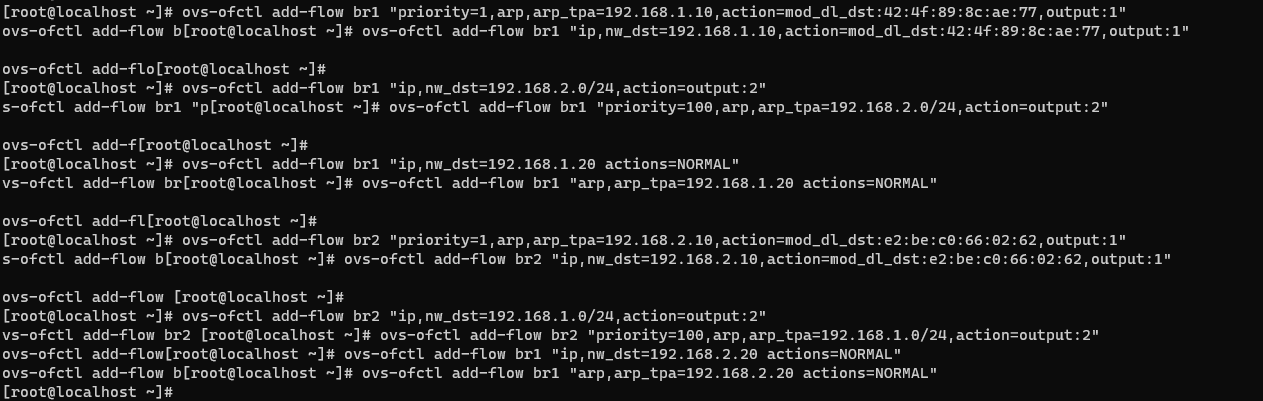 [root@localhost ~]# ovs-ofctl add-flow br1 "priority=1,arp,arp_tpa=192.168.1.10,action=mod_dl_dst:42:4f:89:8c:ae:77,output:1"
ovs-ofctl add-flow b[root@localhost ~]# ovs-ofctl add-flow br1 "ip,nw_dst=192.168.1.10,action=mod_dl_dst:42:4f:89:8c:ae:77,output:1"
ovs-ofctl add-flo[root@localhost ~]#
[root@localhost ~]# ovs-ofctl add-flow br1 "ip,nw_dst=192.168.2.0/24,action=output:2"
s-ofctl add-flow br1 "p[root@localhost ~]# ovs-ofctl add-flow br1 "priority=100,arp,arp_tpa=192.168.2.0/24,action=output:2"
ovs-ofctl add-f[root@localhost ~]#
[root@localhost ~]# ovs-ofctl add-flow br1 "ip,nw_dst=192.168.1.20 actions=NORMAL"
vs-ofctl add-flow br[root@localhost ~]# ovs-ofctl add-flow br1 "arp,arp_tpa=192.168.1.20 actions=NORMAL"
ovs-ofctl add-fl[root@localhost ~]#
[root@localhost ~]# ovs-ofctl add-flow br2 "priority=1,arp,arp_tpa=192.168.2.10,action=mod_dl_dst:e2:be:c0:66:02:62,output:1"
s-ofctl add-flow b[root@localhost ~]# ovs-ofctl add-flow br2 "ip,nw_dst=192.168.2.10,action=mod_dl_dst:e2:be:c0:66:02:62,output:1"
ovs-ofctl add-flow [root@localhost ~]#
[root@localhost ~]# ovs-ofctl add-flow br2 "ip,nw_dst=192.168.1.0/24,action=output:2"
vs-ofctl add-flow br2 [root@localhost ~]# ovs-ofctl add-flow br2 "priority=100,arp,arp_tpa=192.168.1.0/24,action=output:2"
ovs-ofctl add-flow[root@localhost ~]# ovs-ofctl add-flow br1 "ip,nw_dst=192.168.2.20 actions=NORMAL"
ovs-ofctl add-flow b[root@localhost ~]# ovs-ofctl add-flow br1 "arp,arp_tpa=192.168.2.20 actions=NORMAL"
[root@localhost ~]#